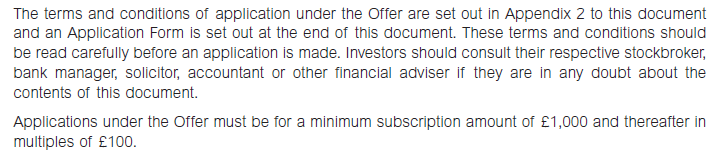 The terms and conditions of application under the Offer are set out in Appendix 2 to this document
and an Application Form is set out at the end of this document. These terms and conditions should
be read carefully before an application is made. Investors should consult their respective stockbroker,
bank manager, solicitor, accountant or other financial adviser if they are in any doubt about the
contents of this document.
Applications under the Offer must be for a minimum subscription amount of £1,000 and thereafter in
multiples of £100.